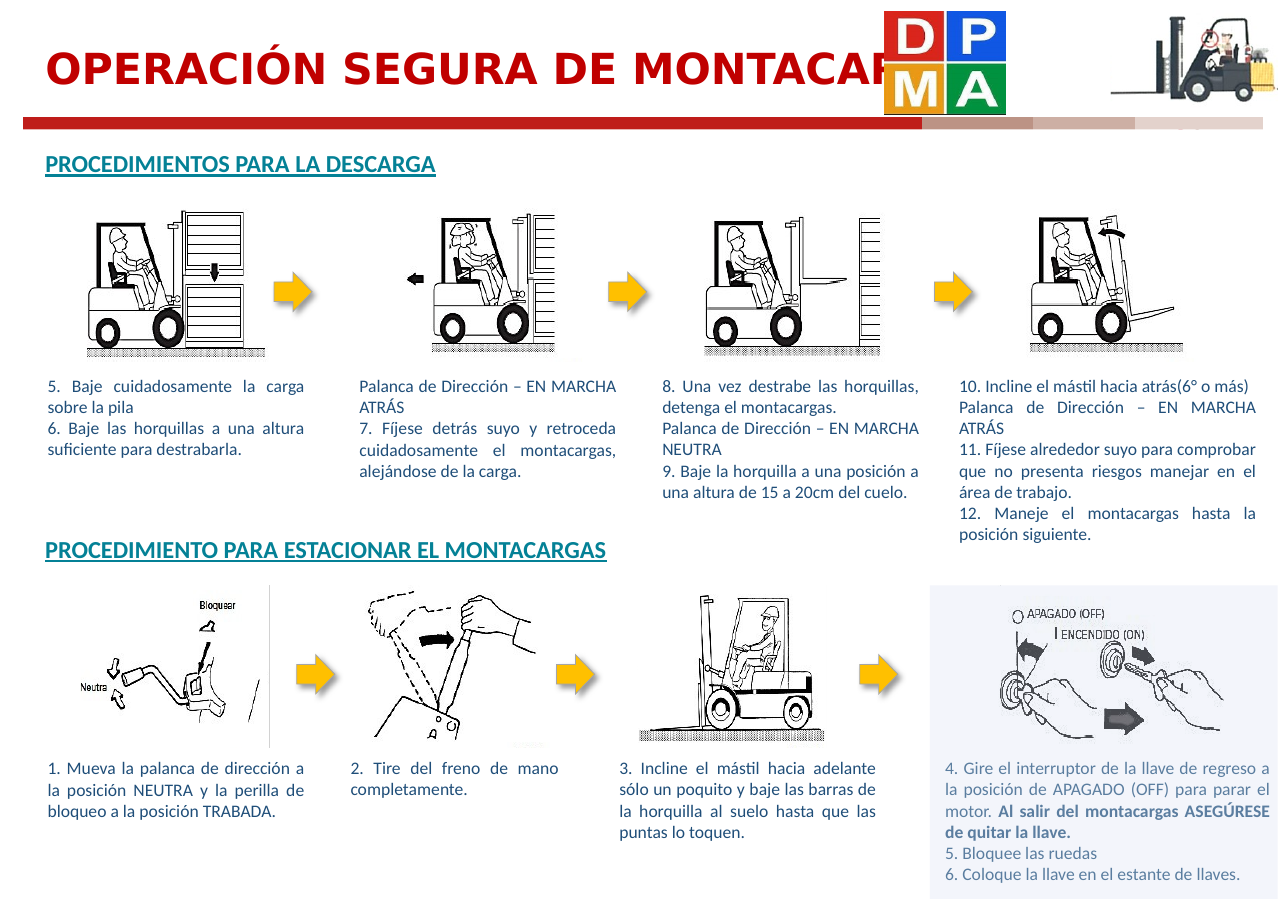 OPERACIÓN SEGURA DE MONTACAR
D P
M A
PROCEDIMIENTOS PARA LA DESCARGA
5. Baje cuidadosamente la carga
sobre la pila
6. Baje las horquillas a una altura
suficiente para destrabarla.
Palanca de Dirección – EN MARCHA
ATRÁS
7. Fíjese detrás suyo y retroceda
cuidadosamente el montacargas,
alejándose de la carga.
8. Una vez destrabe las horquillas,
detenga el montacargas.
Palanca de Dirección – EN MARCHA
NEUTRA
9. Baje la horquilla a una posición a
una altura de 15 a 20cm del cuelo.
10. Incline el mástil hacia atrás(6° o más)
Palanca de Dirección – EN MARCHA
ATRÁS
11. Fíjese alrededor suyo para comprobar
que no presenta riesgos manejar en el
área de trabajo.
12. Maneje el montacargas hasta la
posición siguiente.
PROCEDIMIENTO PARA ESTACIONAR EL MONTACARGAS
Bloquear
Neutra
APAGADO (OFF)
ENCENDIDO (ON)
1. Mueva la palanca de dirección a
la posición NEUTRA y la perilla de
bloqueo a la posición TRABADA.
2. Tire del freno de mano
completamente.
3. Incline el mástil hacia adelante
sólo un poquito y baje las barras de
la horquilla al suelo hasta que las
puntas lo toquen.
4. Gire el interruptor de la llave de regreso a
la posición de APAGADO (OFF) para parar el
motor. Al salir del montacargas ASEGÚRESE
de quitar la llave.
5. Bloquee las ruedas
6. Coloque la llave en el estante de llaves.